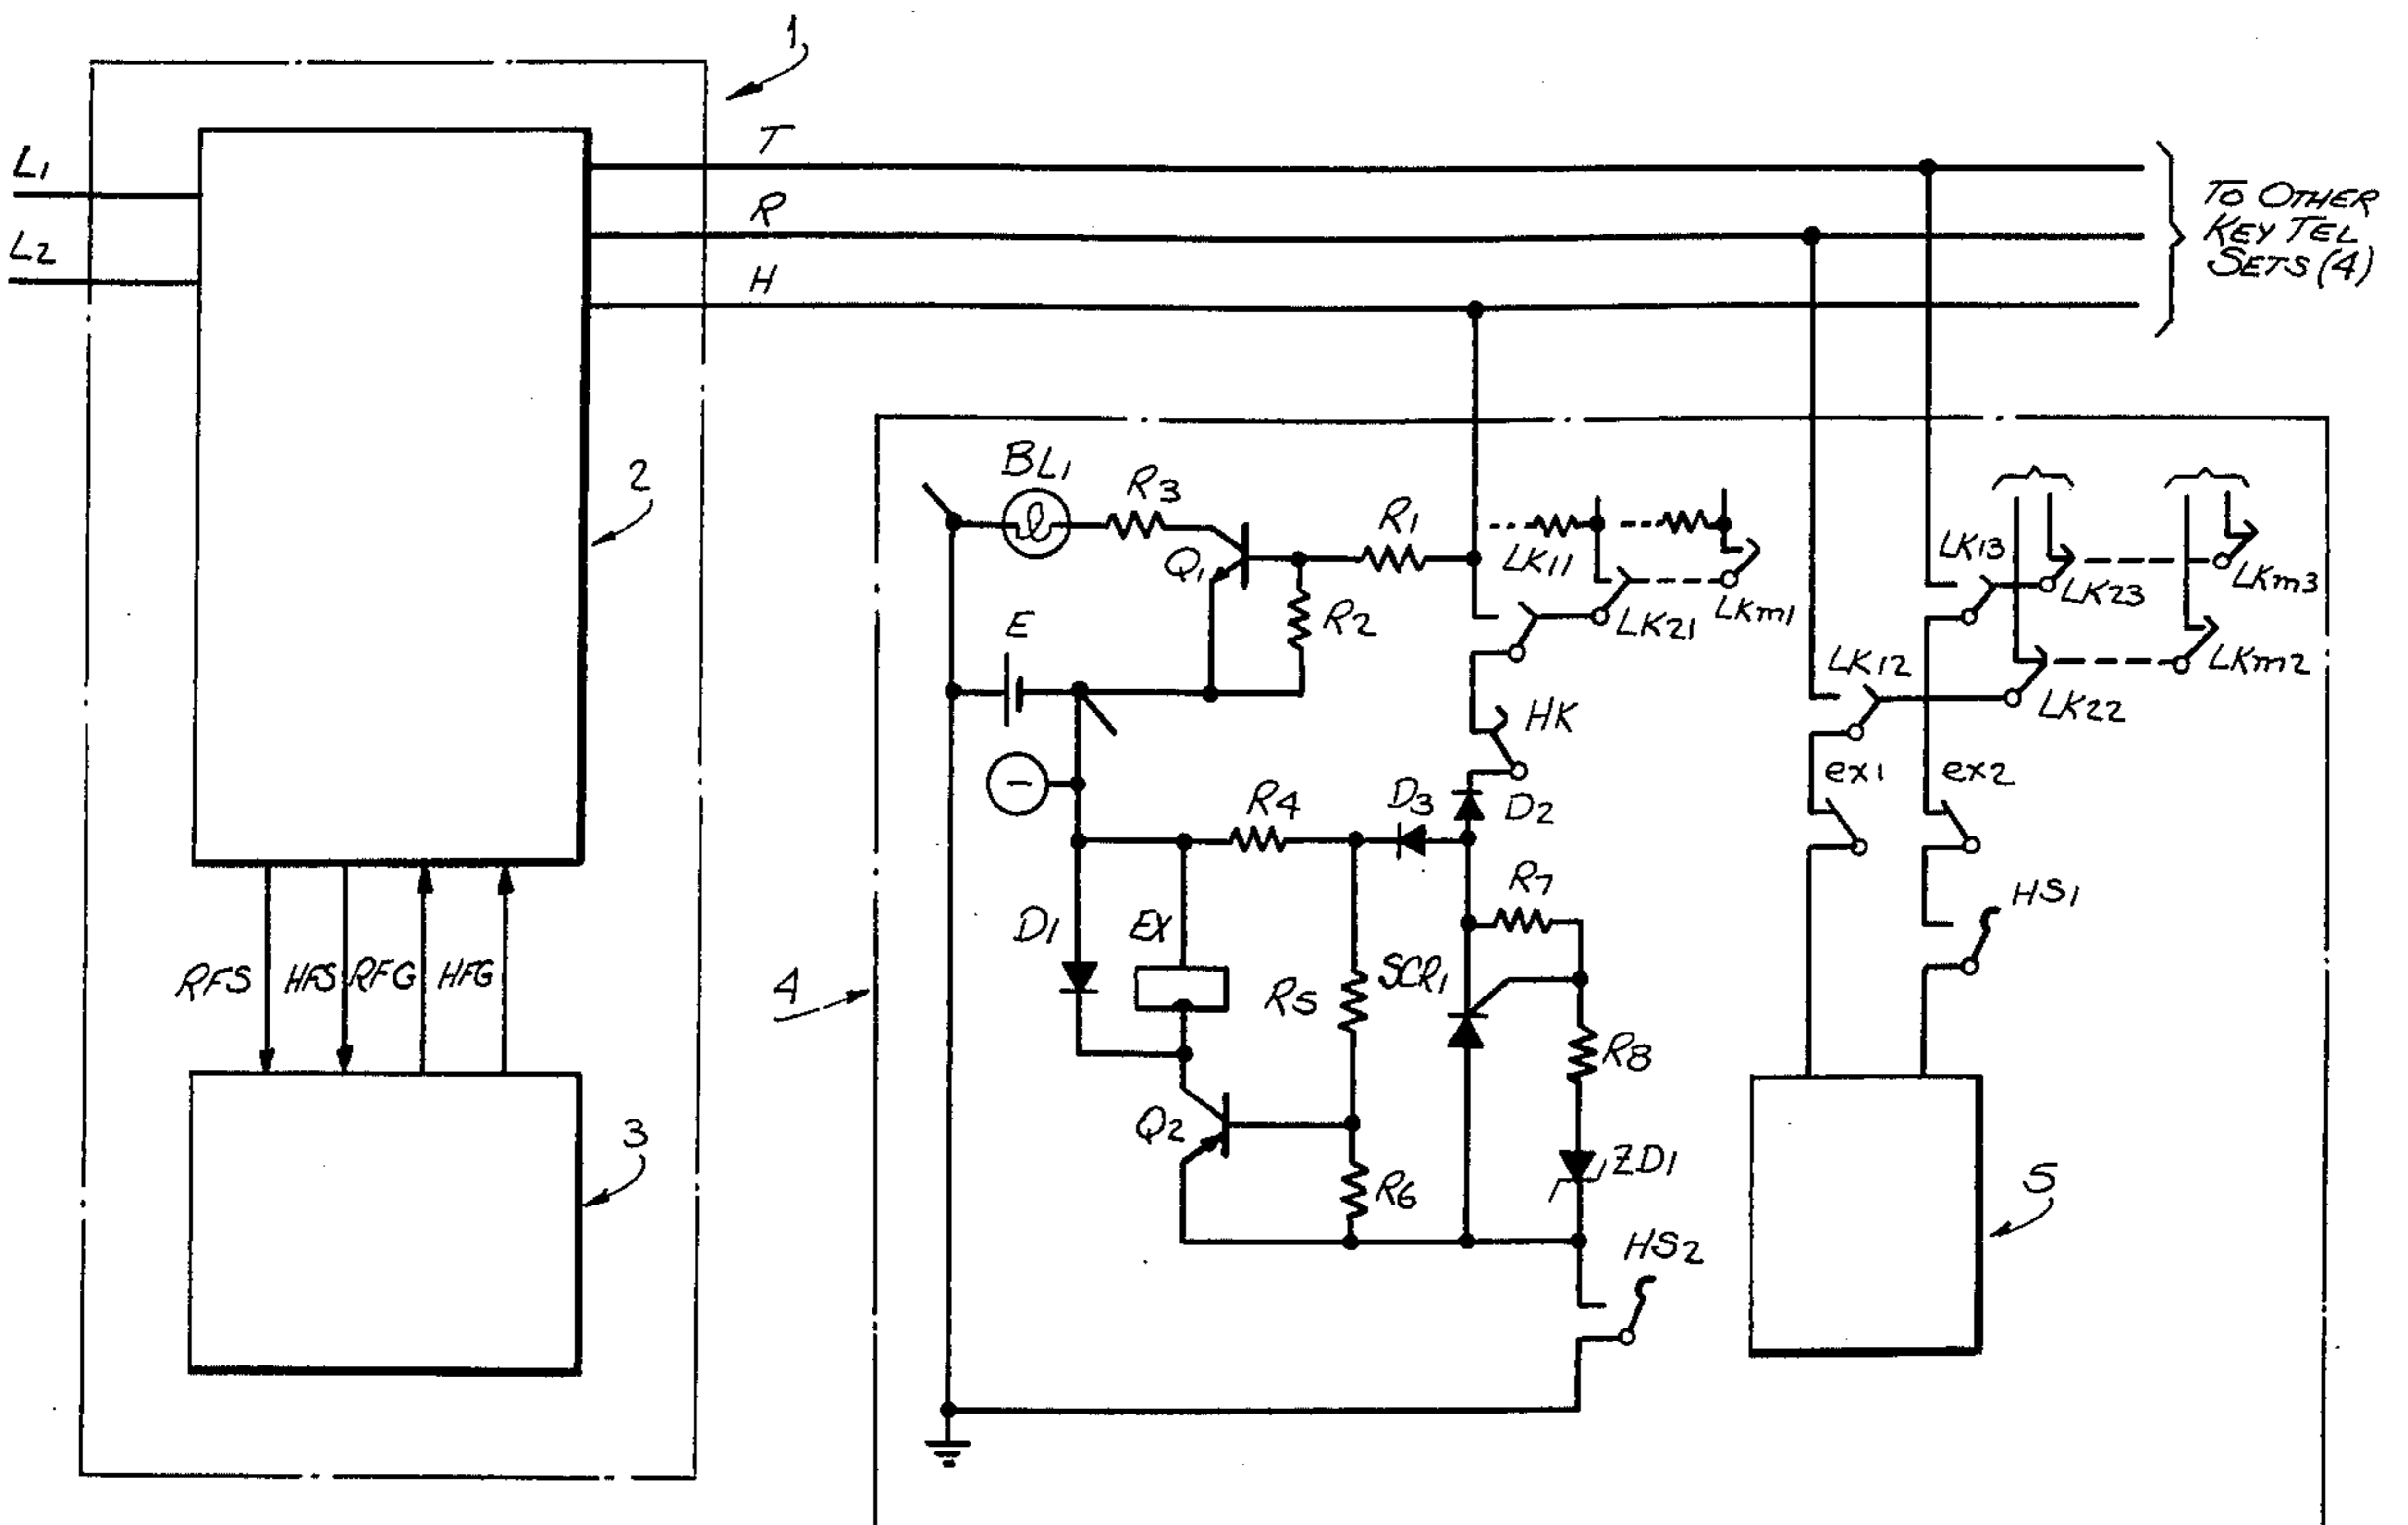 1
L1
L2
T
R
H
TO OTHER
KEY TEL
SETS (4)
2
BL1
R3
Q1
R1
R2
LK11
LK21
LKm1
LK13
LK23
LKm3
LK12
LK22
LKm2
E
HK
ex1
ex2
−
R4
D3
D2
R7
HS1
D1
EX
R5
SCR1
R8
RFS
HFS
RFG
HFG
4
Q2
R6
ZD1
HS2
3
5